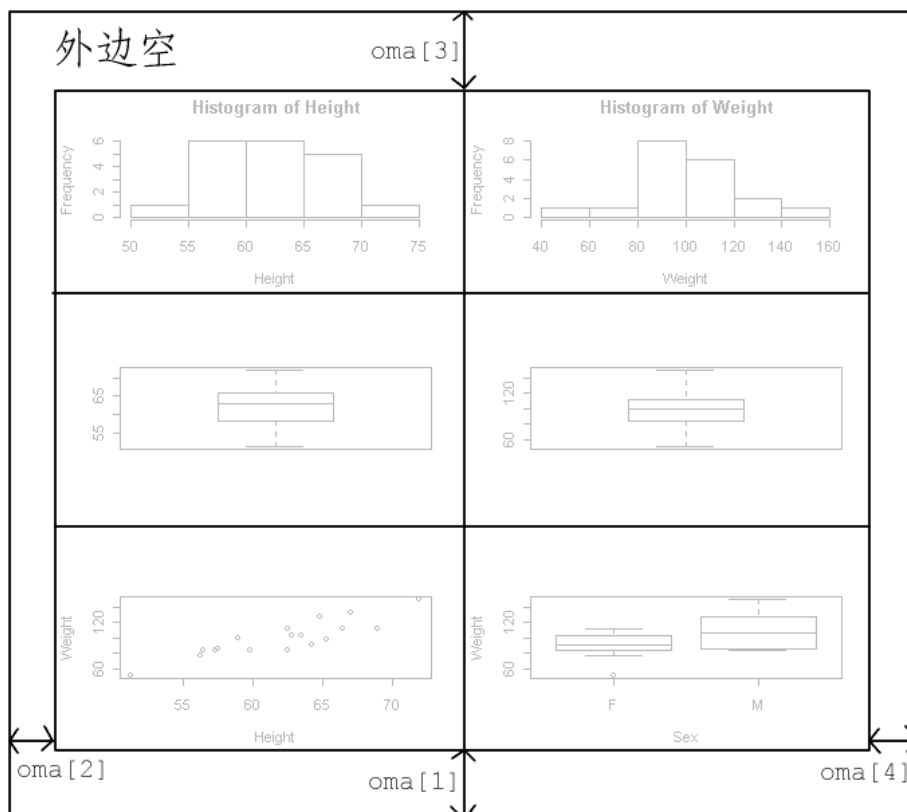 外边空
oma[3]
Histogram of Height
Frequency
0 2 4 6
50 55 60 65 70 75
Height
Histogram of Weight
Frequency
0 2 4 6 8
40 60 80 100 120 140 160
Weight
55 65
60 120
Weight
60 120
55 60 65 70
Height
Weight
60 120
F M
Sex
oma[2]
oma[1]
oma[4]